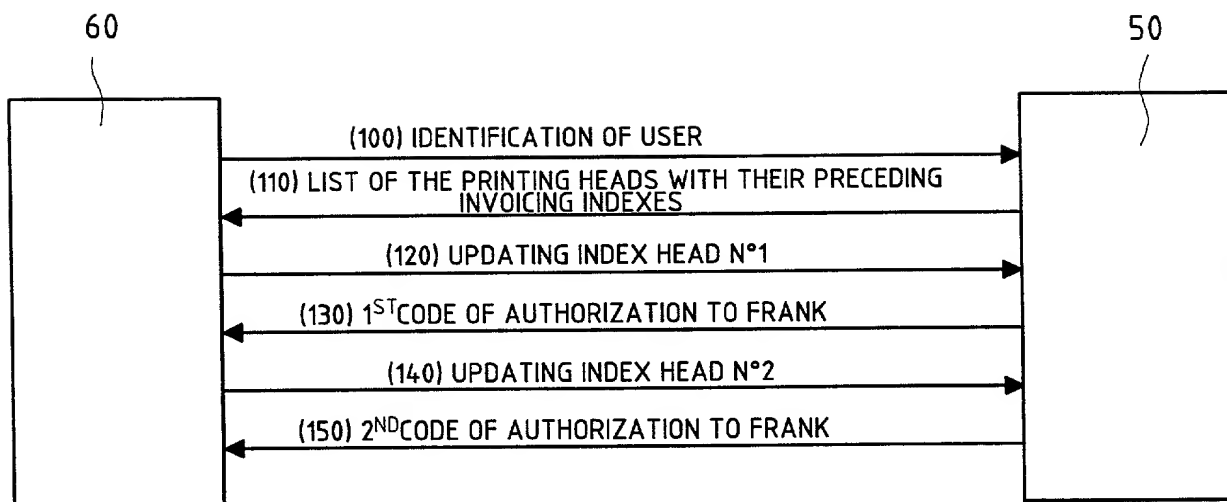 60
50
(100) IDENTIFICATION OF USER
(110) LIST OF THE PRINTING HEADS WITH THEIR PRECEDING
INVOICING INDEXES
(120) UPDATING INDEX HEAD N°1
(130) 1ST CODE OF AUTHORIZATION TO FRANK
(140) UPDATING INDEX HEAD N°2
(150) 2ND CODE OF AUTHORIZATION TO FRANK